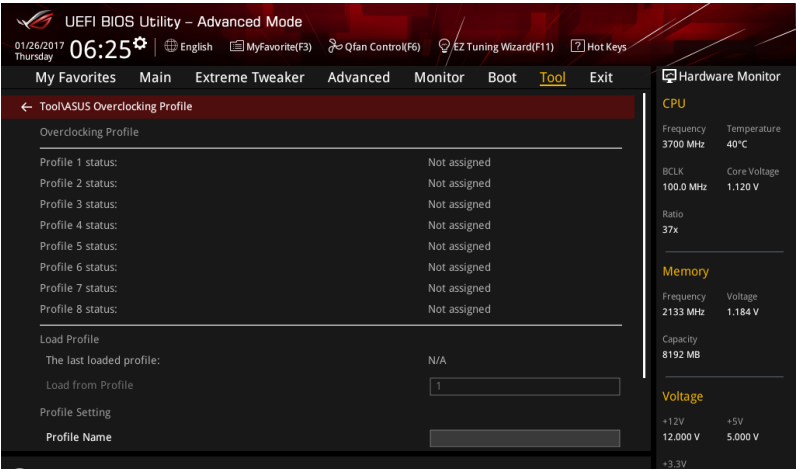 UEFI BIOS Utility – Advanced Mode
01/26/2017 Thursday 06:25 English MyFavorite(F3) Qfan Control(F6) EZ Tuning Wizard(F11) ? Hot Keys
My Favorites Main Extreme Tweaker Advanced Monitor Boot Tool Exit
← Tool\ASUS Overclocking Profile
Overclocking Profile
Profile 1 status: Not assigned
Profile 2 status: Not assigned
Profile 3 status: Not assigned
Profile 4 status: Not assigned
Profile 5 status: Not assigned
Profile 6 status: Not assigned
Profile 7 status: Not assigned
Profile 8 status: Not assigned
Load Profile
The last loaded profile: N/A
Load from Profile 1
Profile Setting
Profile Name
Hardware Monitor
CPU
Frequency Temperature
3700 MHz 40°C
BCLK Core Voltage
100.0 MHz 1.120 V
Ratio
37x
Memory
Frequency Voltage
2133 MHz 1.184 V
Capacity
8192 MB
Voltage
+12V +5V
12.000 V 5.000 V
+3.3V